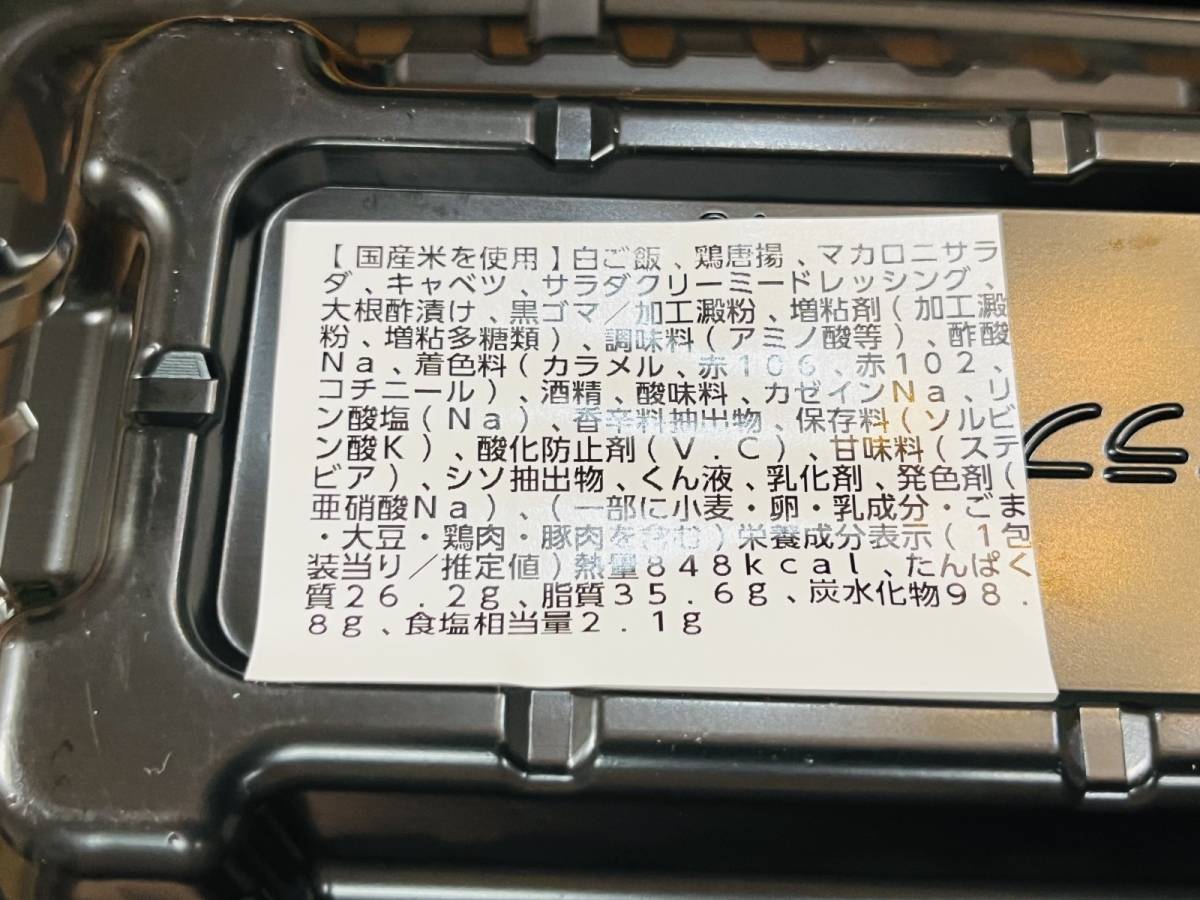 【国産米を使用】白ご飯、鶏唐揚、マカロニサラ
ダ、キャベツ、サラダクリーミードレッシング、
大根酢漬け、黒ゴマ／加工澱粉、増粘剤（加工澱
粉、増粘多糖類）、調味料（アミノ酸等）、酢酸
Ｎａ、着色料（カラメル、赤１０６、赤１０２、
コチニール）、酒精、酸味料、カゼインＮａ、リ
ン酸塩（Ｎａ）、香辛料抽出物、保存料（ソルビ
ン酸Ｋ）、酸化防止剤（Ｖ．Ｃ）、甘味料（ステ
ビア）、シソ抽出物、くん液、乳化剤、発色剤（
亜硝酸Ｎａ）、（一部に小麦・卵・乳成分・ごま
・大豆・鶏肉・豚肉を含む）栄養成分表示（１包
装当り／推定値）熱量８４８ｋｃａｌ、たんぱく
質２６．２ｇ、脂質３５．６ｇ、炭水化物９８．
８ｇ、食塩相当量２．１ｇ